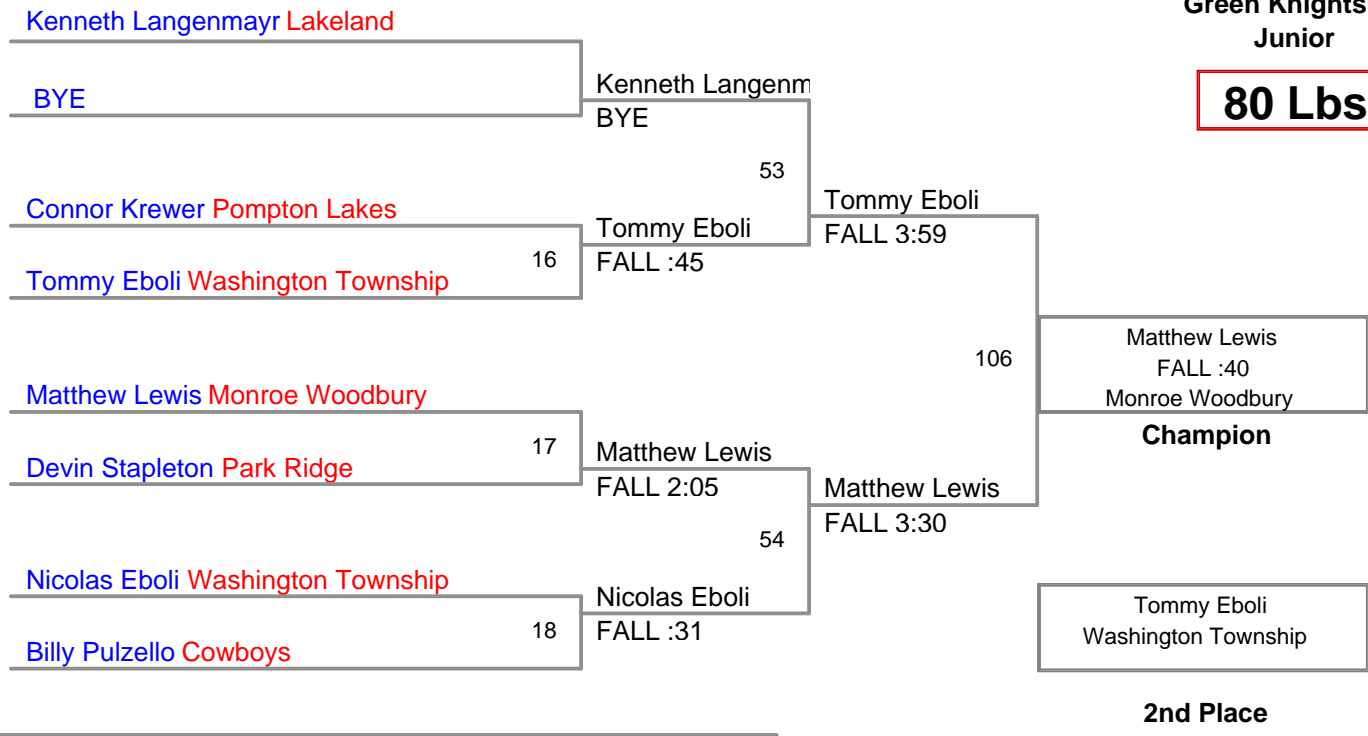 Green Knights
Junior
80 Lbs
Kenneth Langenmayr Lakeland
BYE
Kenneth Langenm
BYE
53
Connor Krewer Pompton Lakes
Tommy Eboli Washington Township
16
Tommy Eboli
FALL :45
Tommy Eboli
FALL 3:59
106
Matthew Lewis
FALL :40
Monroe Woodbury
Champion
Matthew Lewis Monroe Woodbury
Devin Stapleton Park Ridge
17
Matthew Lewis
FALL 2:05
54
Matthew Lewis
FALL 3:30
Nicolas Eboli Washington Township
Billy Pulzello Cowboys
18
Nicolas Eboli
FALL :31
Tommy Eboli
Washington Township
2nd Place